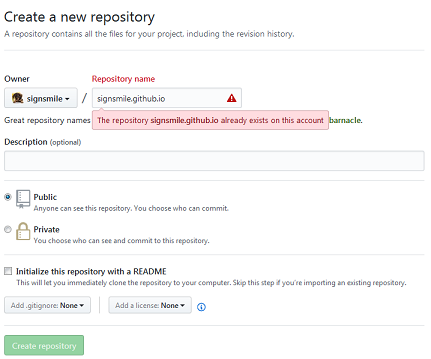 Create a new repository
A repository contains all the files for your project, including the revision history.
Owner
Repository name
signsmile / signsmile.github.io
Great repository names
The repository signsmile.github.io already exists on this account
barnacle.
Description (optional)
Public
Anyone can see this repository. You choose who can commit.
Private
You choose who can see and commit to this repository.
Initialize this repository with a README
This will let you immediately clone the repository to your computer. Skip this step if you're importing an existing repository.
Add .gitignore: None
Add a license: None
Create repository